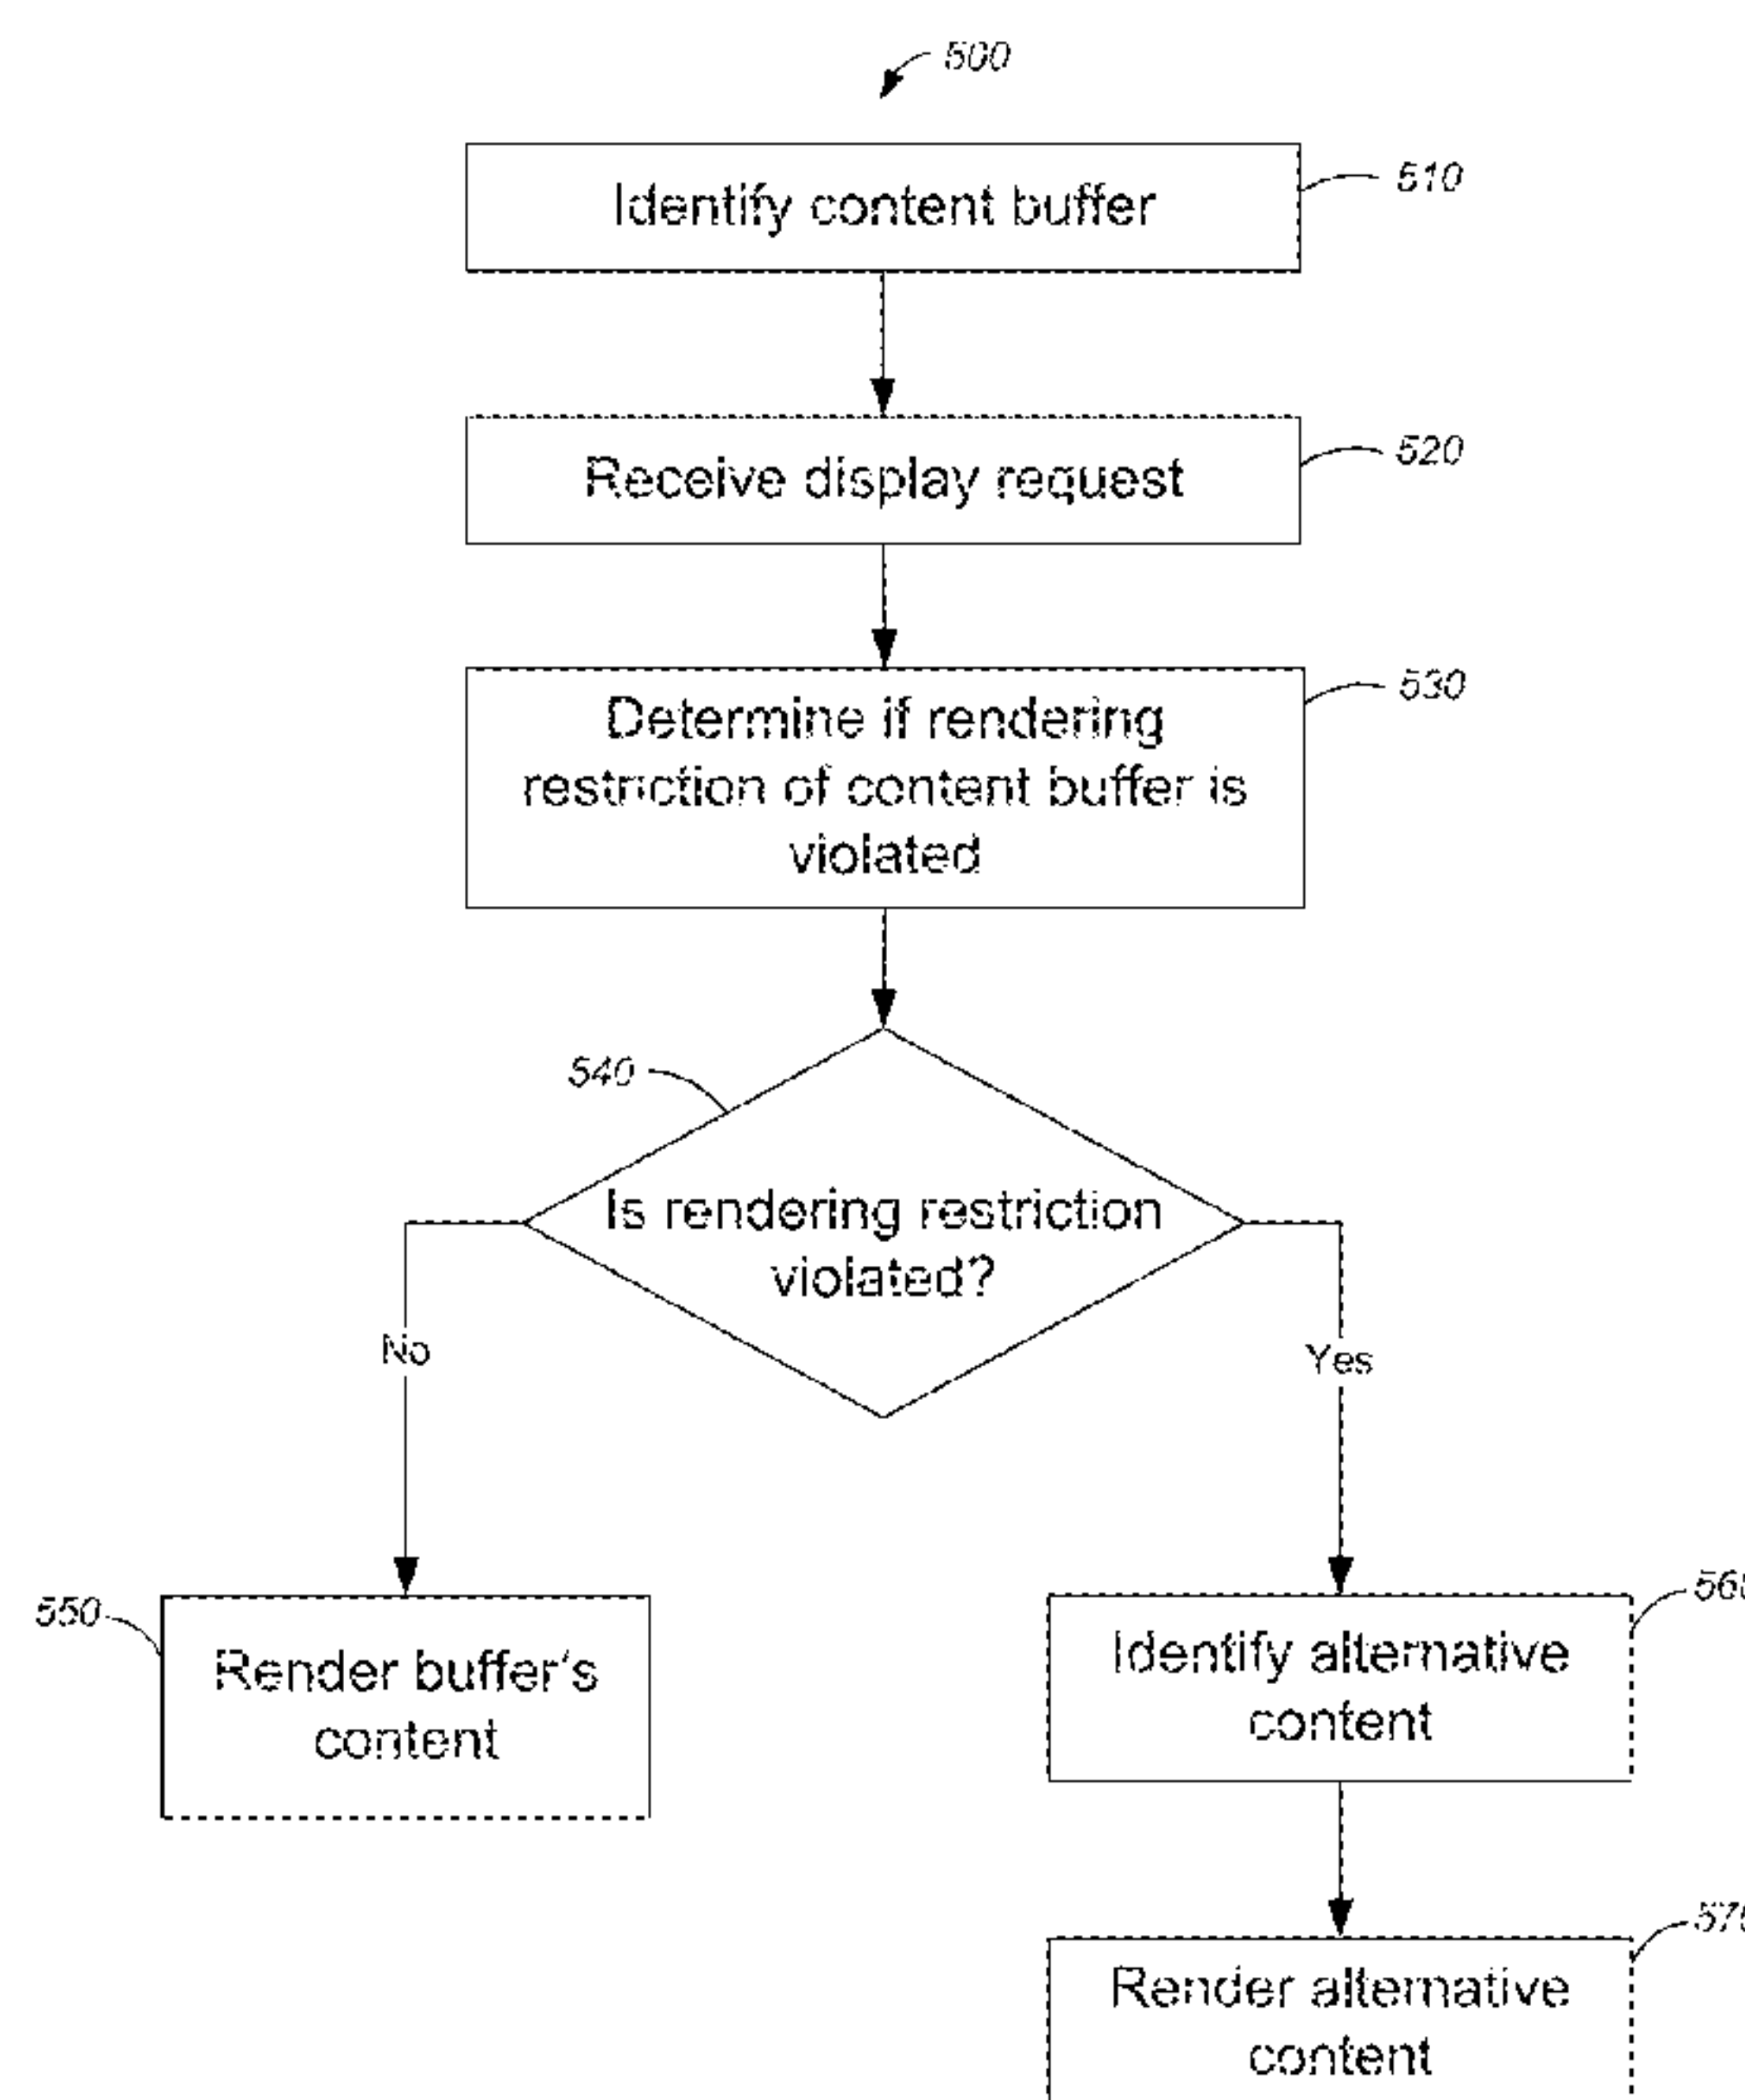 500
Identify content buffer
510
Receive display request
520
Determine if rendering
restriction of content buffer is
violated
530
540
Is rendering restriction
violated?
No
Yes
550
Render buffer's
content
Identify alternative
content
Render alternative
content